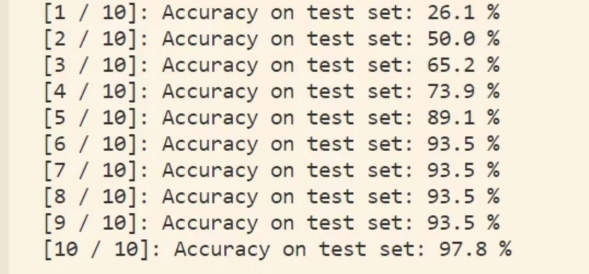 [1 / 10]: Accuracy on test set: 26.1 %
[2 / 10]: Accuracy on test set: 50.0 %
[3 / 10]: Accuracy on test set: 65.2 %
[4 / 10]: Accuracy on test set: 73.9 %
[5 / 10]: Accuracy on test set: 89.1 %
[6 / 10]: Accuracy on test set: 93.5 %
[7 / 10]: Accuracy on test set: 93.5 %
[8 / 10]: Accuracy on test set: 93.5 %
[9 / 10]: Accuracy on test set: 93.5 %
[10 / 10]: Accuracy on test set: 97.8 %